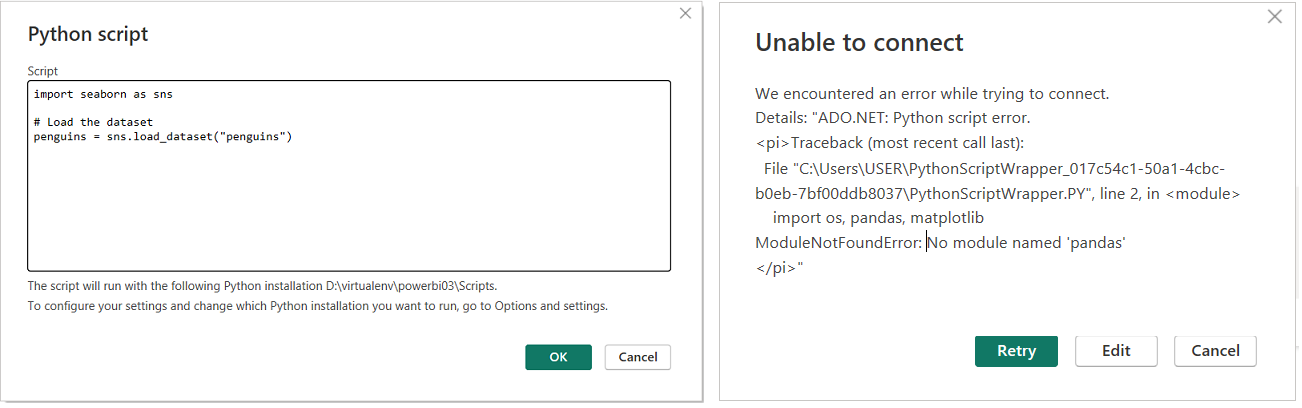 Python script
Script
import seaborn as sns
# Load the dataset
penguins = sns.load_dataset("penguins")
The script will run with the following Python installation D:\virtualenv\powerbi03\Scripts.
To configure your settings and change which Python installation you want to run, go to Options and settings.
OK
Cancel
Unable to connect
We encountered an error while trying to connect.
Details: "ADO.NET: Python script error.
<pi>Traceback (most recent call last):
File "C:\Users\USER\PythonScriptWrapper_017c54c1-50a1-4cbc-
b0eb-7bf00ddb8037\PythonScriptWrapper.PY", line 2, in <module>
import os, pandas, matplotlib
ModuleNotFoundError: No module named 'pandas'
</pi>"
Retry
Edit
Cancel